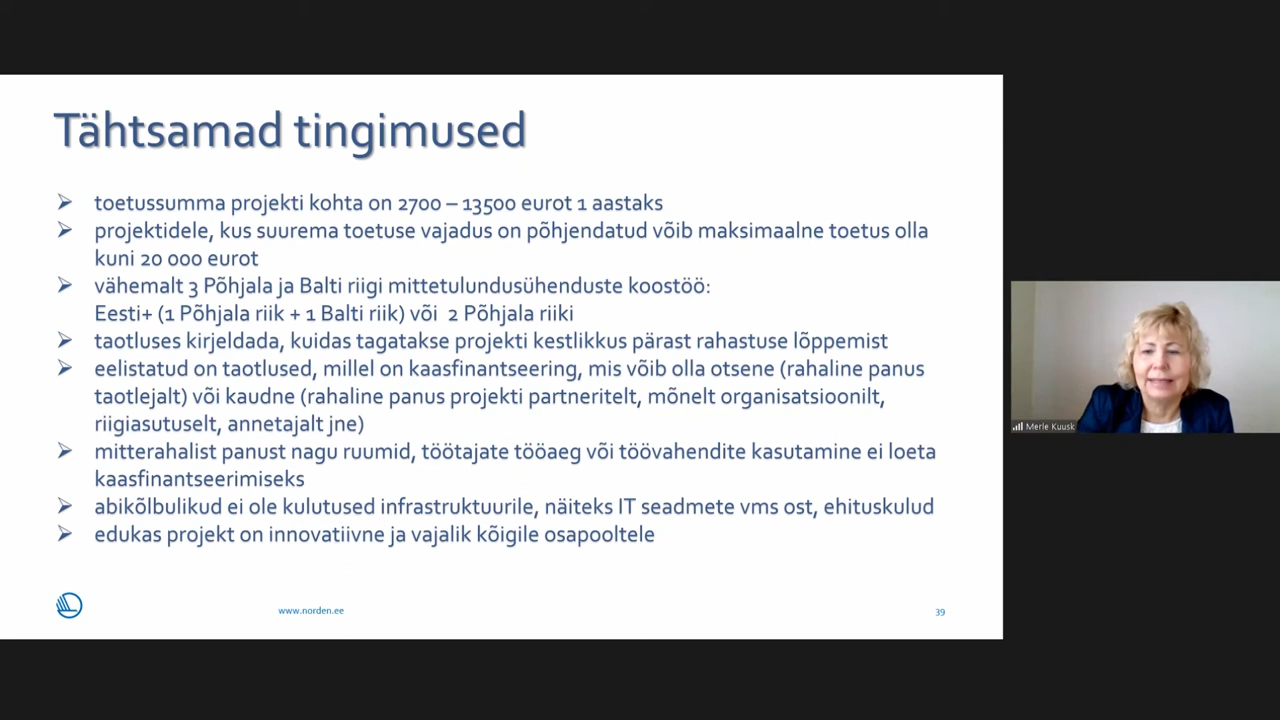 Tähtsamad tingimused
toetussumma projekti kohta on 2700 – 13500 eurot 1 aastaks
projektidele, kus suurema toetuse vajadus on põhjendatud võib maksimaalne toetus olla
kuni 20 000 eurot
vähemalt 3 Põhjala ja Balti riigi mittetulundusühenduste koostöö:
Eesti+ (1 Põhjala riik + 1 Balti riik) või 2 Põhjala riiki
taotluses kirjeldada, kuidas tagatakse projekti kestlikkus pärast rahastuse lõppemist
eelistatud on taotlused, millel on kaasfinantseering, mis võib olla otsene (rahaline panus
taotlejalt) või kaudne (rahaline panus projekti partneritelt, mõnelt organisatsioonilt,
riigiasutuselt, annetajalt jne)
mitterahalist panust nagu ruumid, töötajate tööaeg või töövahendite kasutamine ei loeta
kaasfinantseerimiseks
abikõlbulikud ei ole kulutused infrastruktuurile, näiteks IT seadmete vms ost, ehituskulud
edukas projekt on innovatiivne ja vajalik kõigile osapooltele
www.norden.ee
39
Merle Kuusk